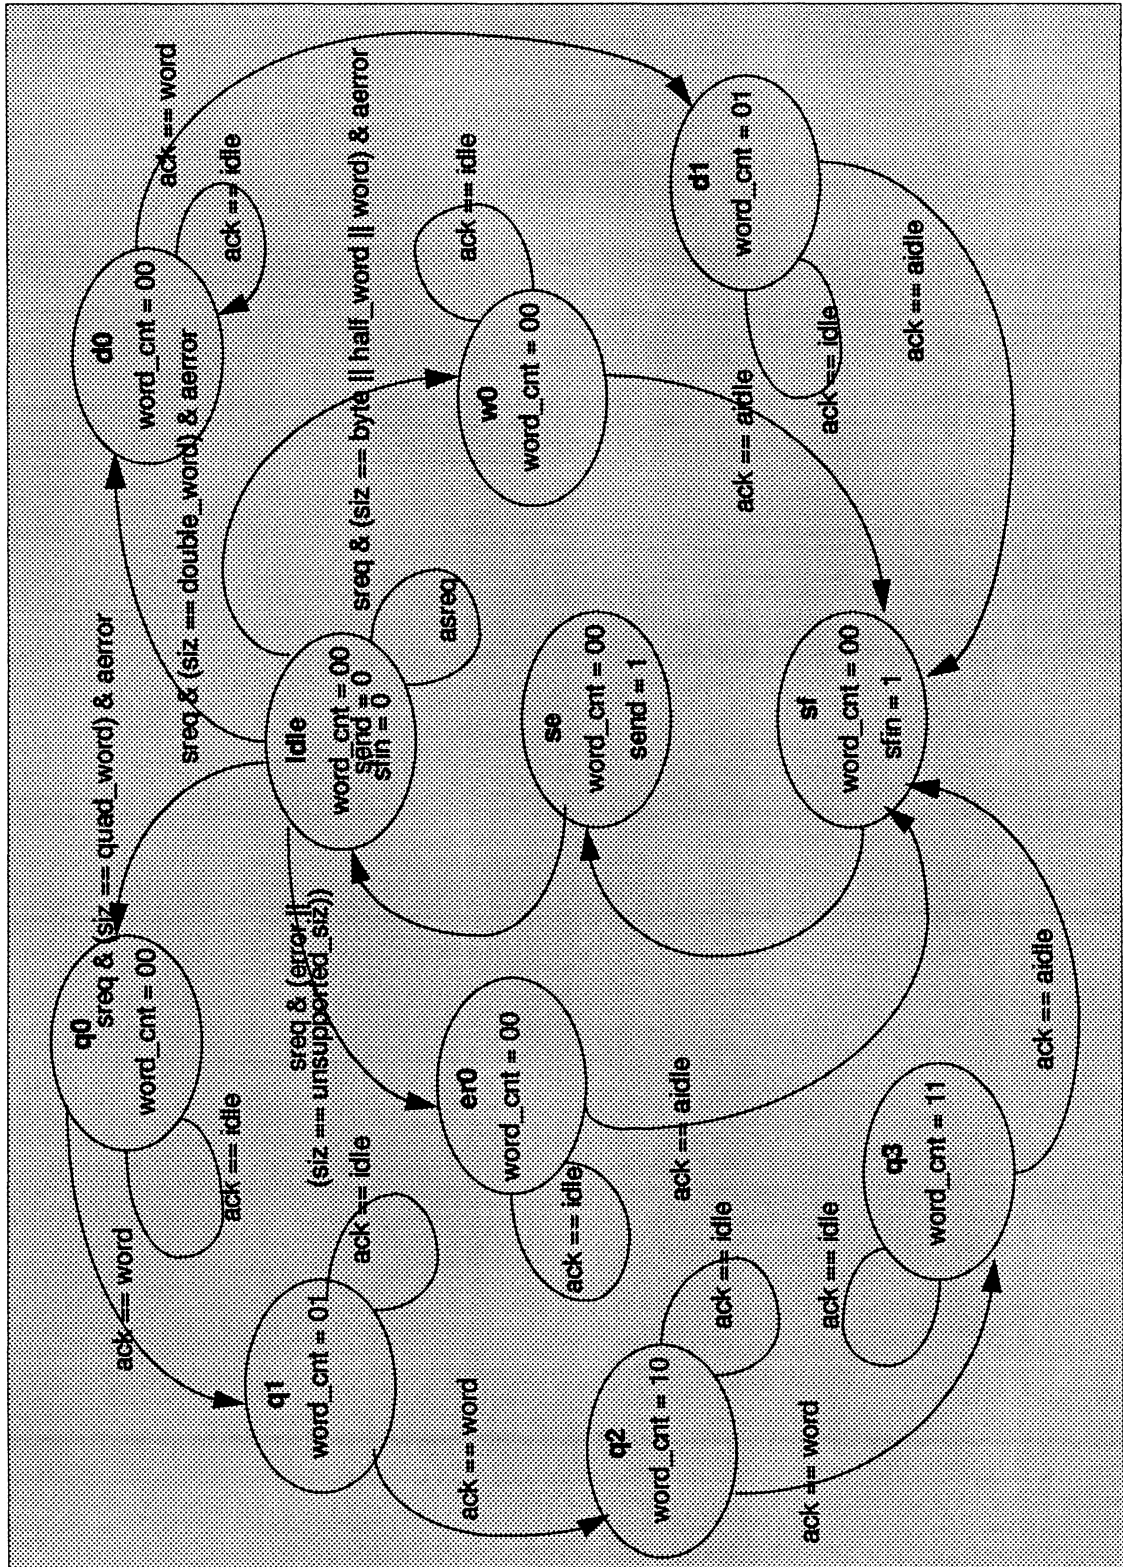 q0
word_cnt = 00
sreq & (siz == quad_word) & aerror
ack == word
ack == idle
d0
word_cnt = 00
sreq & (siz == double_word) & aerror
ack == word
ack == idle
q1
word_cnt = 01
ack == idle
ack == word
sreq & (error ||
(siz == unsupported_siz))
Idle
word_cnt = 00
send = 0
sfin = 0
asreq
sreq & (siz == byte || half_word || word) & aerror
er0
word_cnt = 00
ack == idle
ack == aidle
se
word_cnt = 00
send = 1
w0
word_cnt = 00
ack == idle
ack == aidle
q2
word_cnt = 10
ack == idle
ack == word
d1
word_cnt = 01
ack == idle
ack == aidle
q3
word_cnt = 11
ack == idle
ack == aidle
sf
word_cnt = 00
sfin = 1